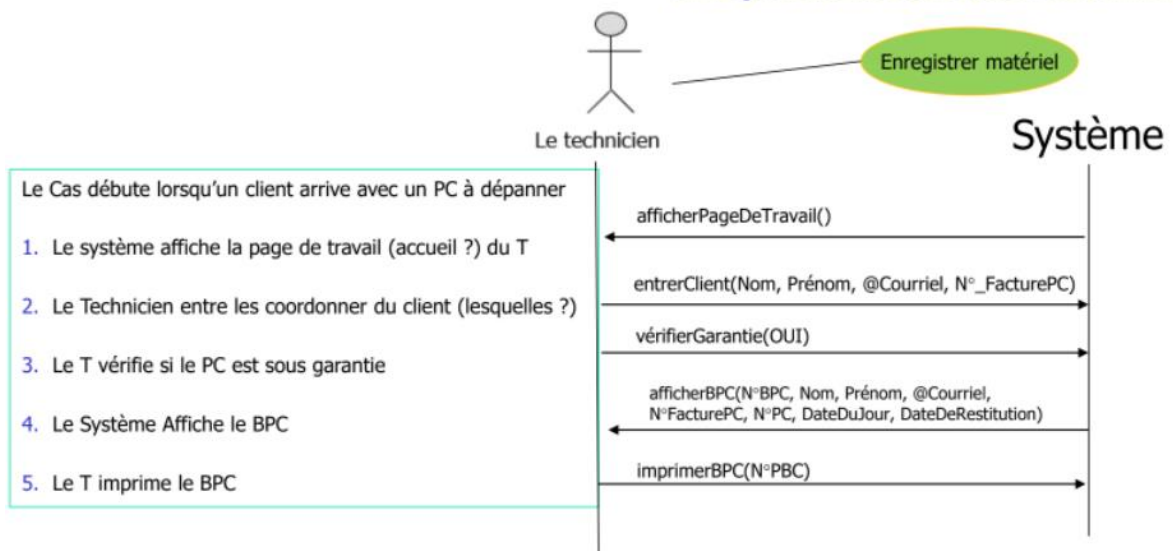 Enregistrer matériel
Le technicien
Système
Le Cas débute lorsqu'un client arrive avec un PC à dépanner
1. Le système affiche la page de travail (accueil ?) du T
2. Le Technicien entre les coordonner du client (lesquelles ?)
3. Le T vérifie si le PC est sous garantie
4. Le Système Affiche le BPC
5. Le T imprime le BPC
afficherPageDeTravail()
entrerClient(Nom, Prénom, @Courriel, N°_FacturePC)
vérifierGarantie(OUI)
afficherBPC(N°BPC, Nom, Prénom, @Courriel,
N°FacturePC, N°PC, DateDuJour, DateDeRestitution)
imprimerBPC(N°PBC)